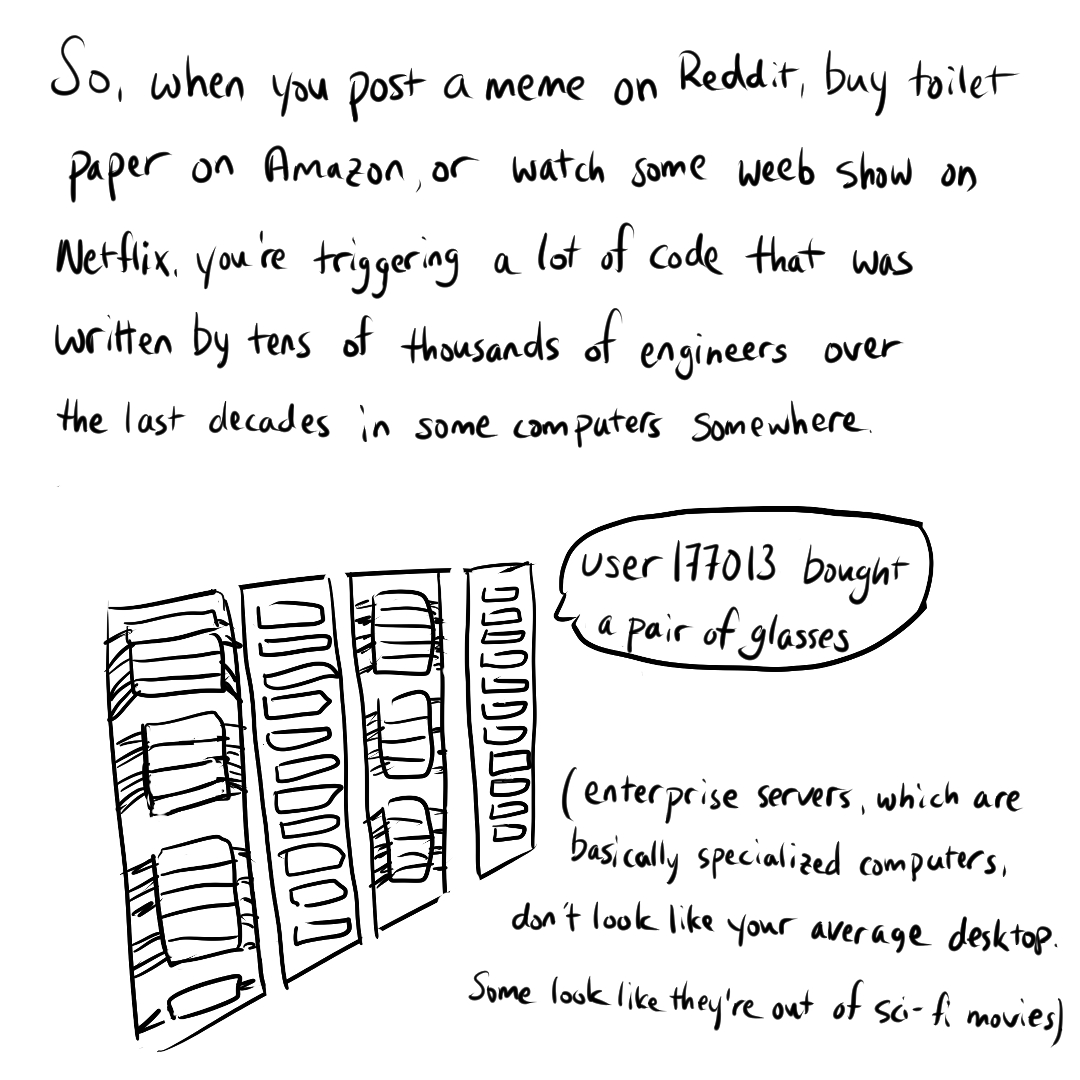 So, when you post a meme on Reddit, buy toilet
paper on Amazon, or watch some weeb show on
Netflix, you're triggering a lot of code that was
written by tens of thousands of engineers over
the last decades in some computers somewhere.
user 177013 bought
a pair of glasses
(enterprise servers, which are
basically specialized computers,
don't look like your average desktop.
Some look like they're out of sci-fi movies)